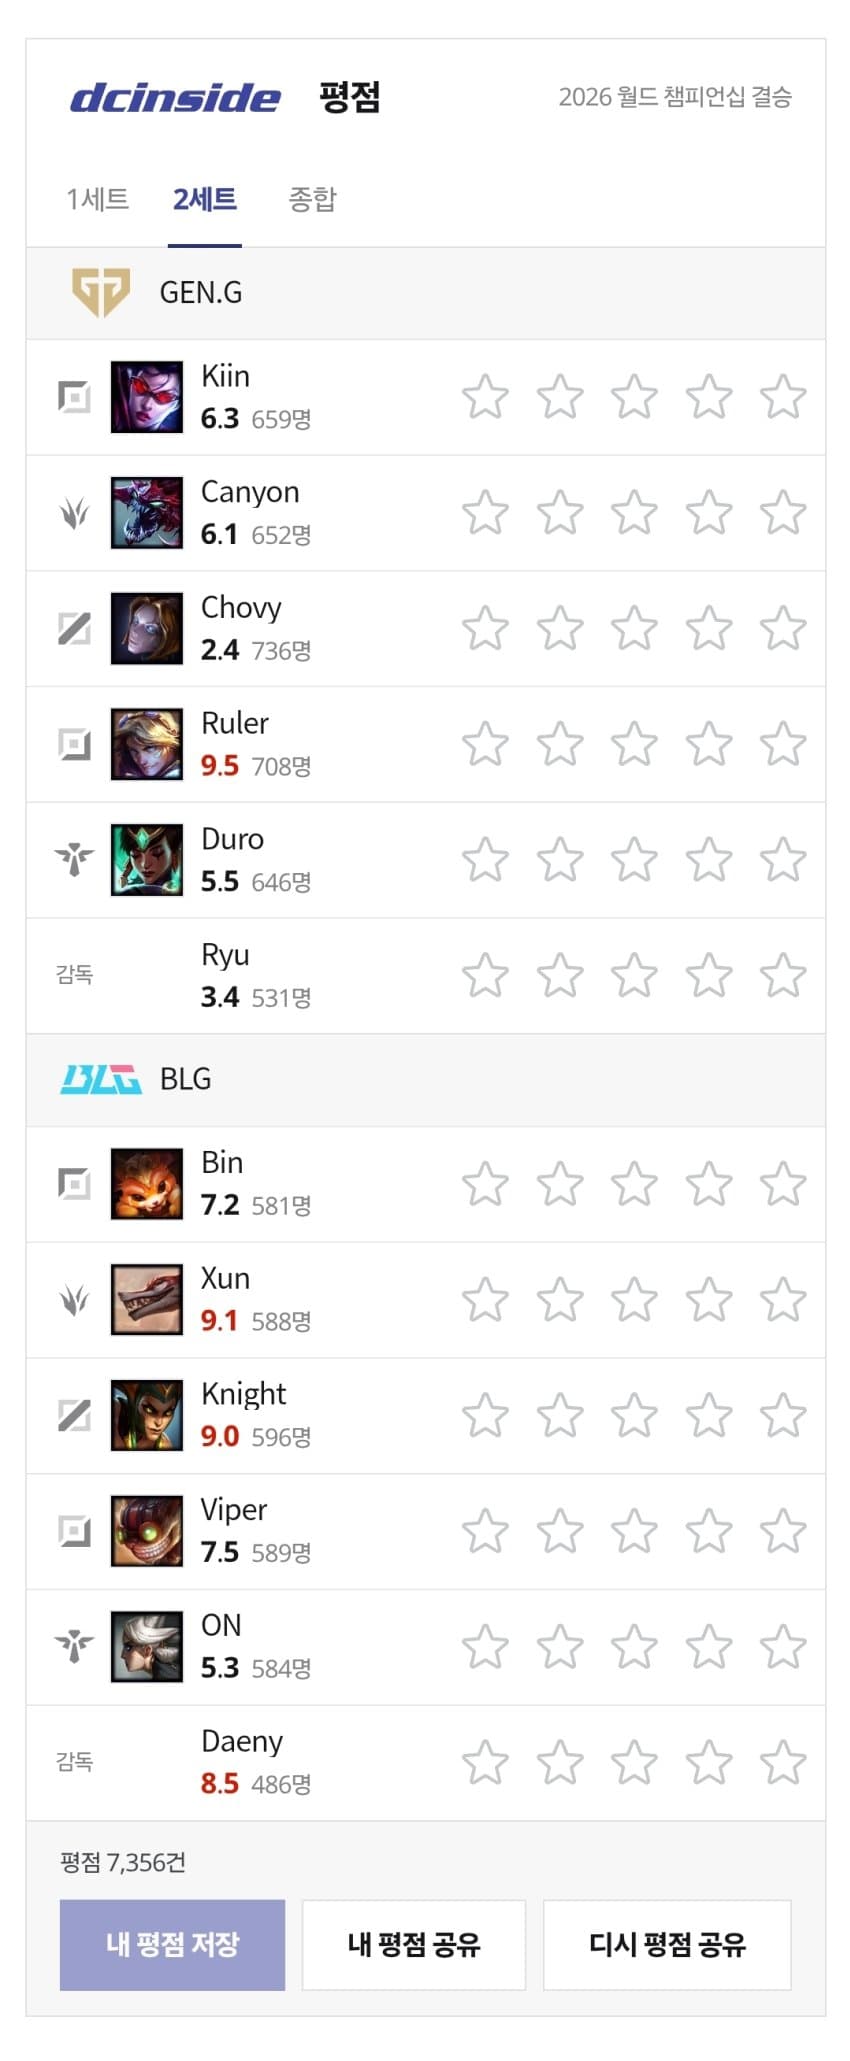 dcinside 평점 2026 월드 챔피언십 결승
1세트 2세트 종합
GEN.G
Kiin
6.3 659명
Canyon
6.1 652명
Chovy
2.4 736명
Ruler
9.5 708명
Duro
5.5 646명
감독
Ryu
3.4 531명
BLG BLG
Bin
7.2 581명
Xun
9.1 588명
Knight
9.0 596명
Viper
7.5 589명
ON
5.3 584명
감독
Daeny
8.5 486명
평점 7,356건
내 평점 저장 내 평점 공유 디시 평점 공유